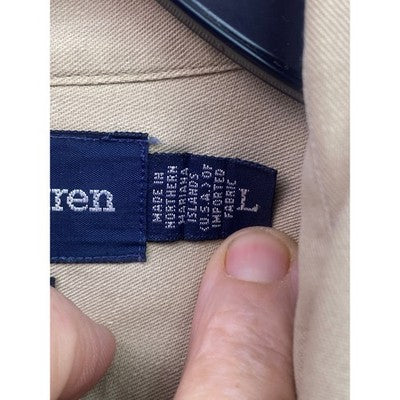 ren
MADE IN
NORTHERN
MARIANA
ISLANDS
(U.S.A.) OF
IMPORTED
FABRIC
L